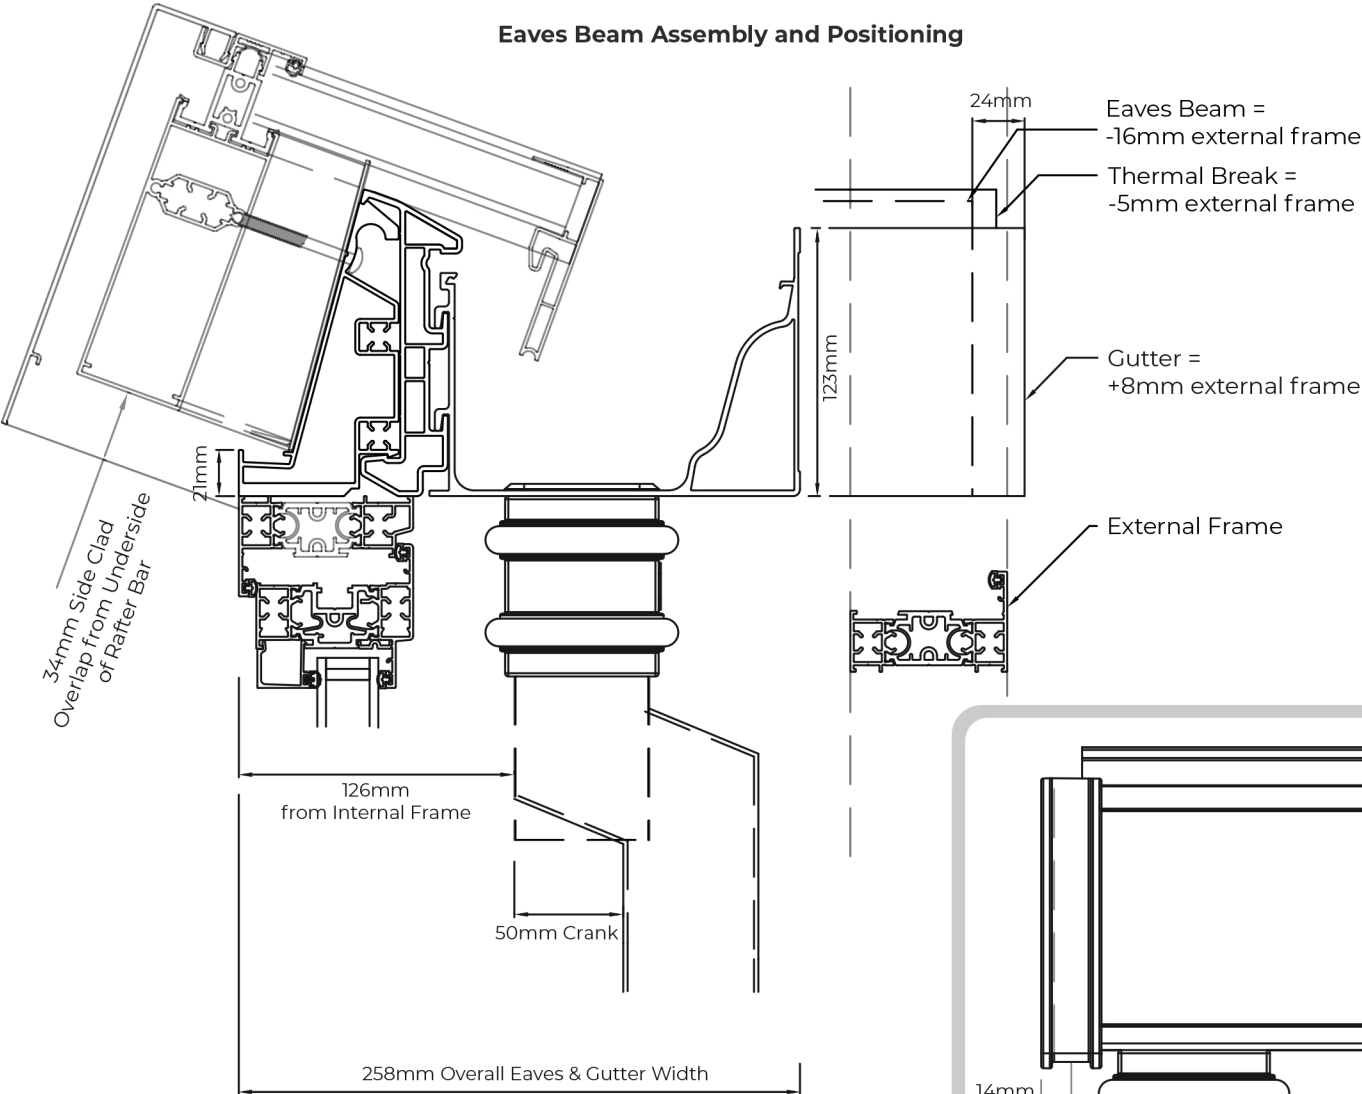 Eaves Beam Assembly and Positioning
24mm
Eaves Beam =
-16mm external frame
Thermal Break =
-5mm external frame
123mm
Gutter =
+8mm external frame
21mm
34mm Side Clad
Overlap from Underside
of Rafter Bar
External Frame
126mm
from Internal Frame
50mm Crank
258mm Overall Eaves & Gutter Width
14mm